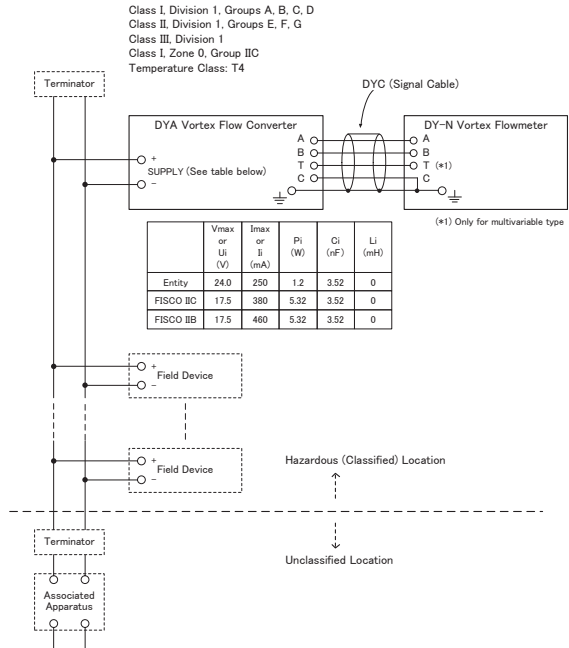 Class I, Division 1, Groups A, B, C, D
Class II, Division 1, Groups E, F, G
Class III, Division 1
Class I, Zone 0, Group IIC
Temperature Class: T4
Terminator
DYC (Signal Cable)
DYA Vortex Flow Converter
DY-N Vortex Flowmeter
A A
B B
+ T T (*1)
SUPPLY (See table below) C C
−
(*1) Only for multivariable type
Vmax or Ui (V) Imax or Ii (mA) Pi (W) Ci (nF) Li (mH)
Entity 24.0 250 1.2 3.52 0
FISCO IIC 17.5 380 5.32 3.52 0
FISCO IIB 17.5 460 5.32 3.52 0
+
Field Device
−
+
Field Device
−
Hazardous (Classified) Location
Terminator
Unclassified Location
Associated
Apparatus